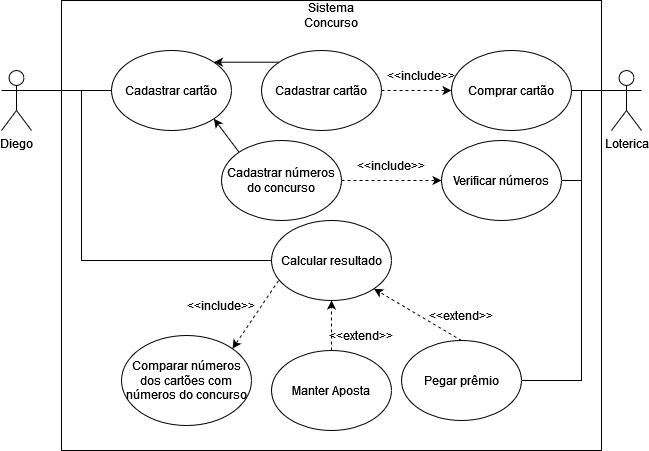 Sistema
Concurso
Cadastrar cartão
Cadastrar cartão
<<include>>
Comprar cartão
Diego
Loterica
Cadastrar números
do concurso
<<include>>
Verificar números
Calcular resultado
<<include>>
<<extend>>
<<extend>>
Comparar números
dos cartões com
números do concurso
Manter Aposta
Pegar prêmio